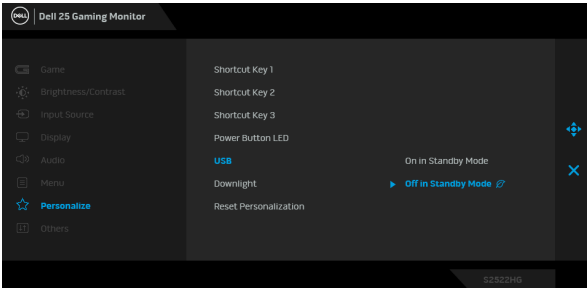 DELL Dell 25 Gaming Monitor
Game
Brightness/Contrast
Input Source
Display
Audio
Menu
Personalize
Others
Shortcut Key 1
Shortcut Key 2
Shortcut Key 3
Power Button LED
USB On in Standby Mode
Downlight Off in Standby Mode
Reset Personalization
S2522HG